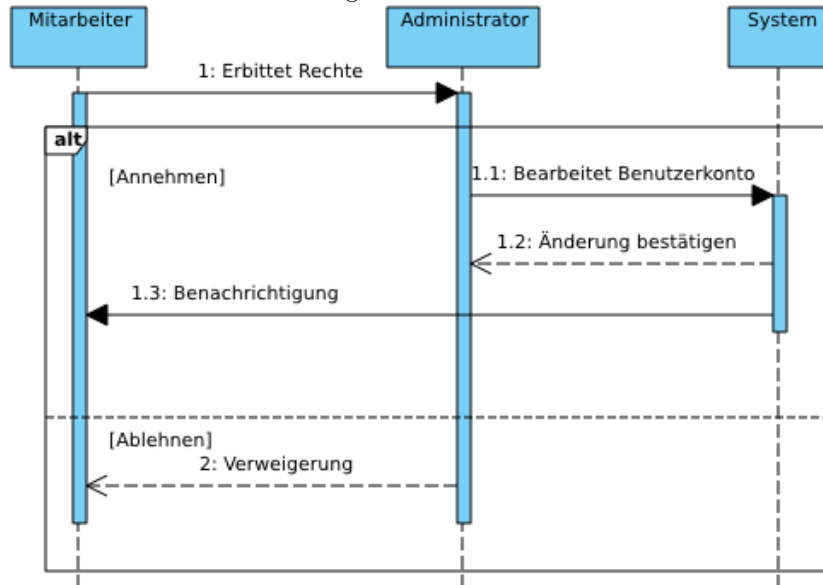 Mitarbeiter
Administrator
System
1: Erbittet Rechte
alt
[Annehmen]
1.1: Bearbeitet Benutzerkonto
1.2: Änderung bestätigen
1.3: Benachrichtigung
[Ablehnen]
2: Verweigerung